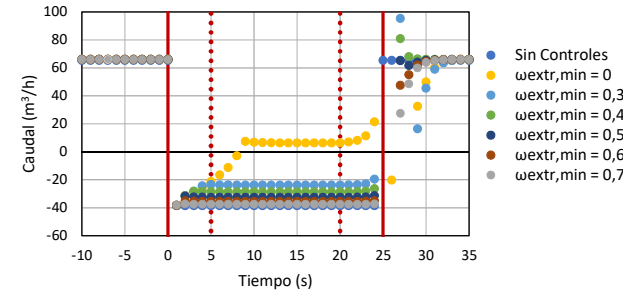 100
80
60
40
20
0
-20
-40
-60
-10 -5 0 5 10 15 20 25 30 35
Caudal (m³/h)
Tiempo (s)
Sin Controles
ωextr,min = 0
ωextr,min = 0,3
ωextr,min = 0,4
ωextr,min = 0,5
ωextr,min = 0,6
ωextr,min = 0,7